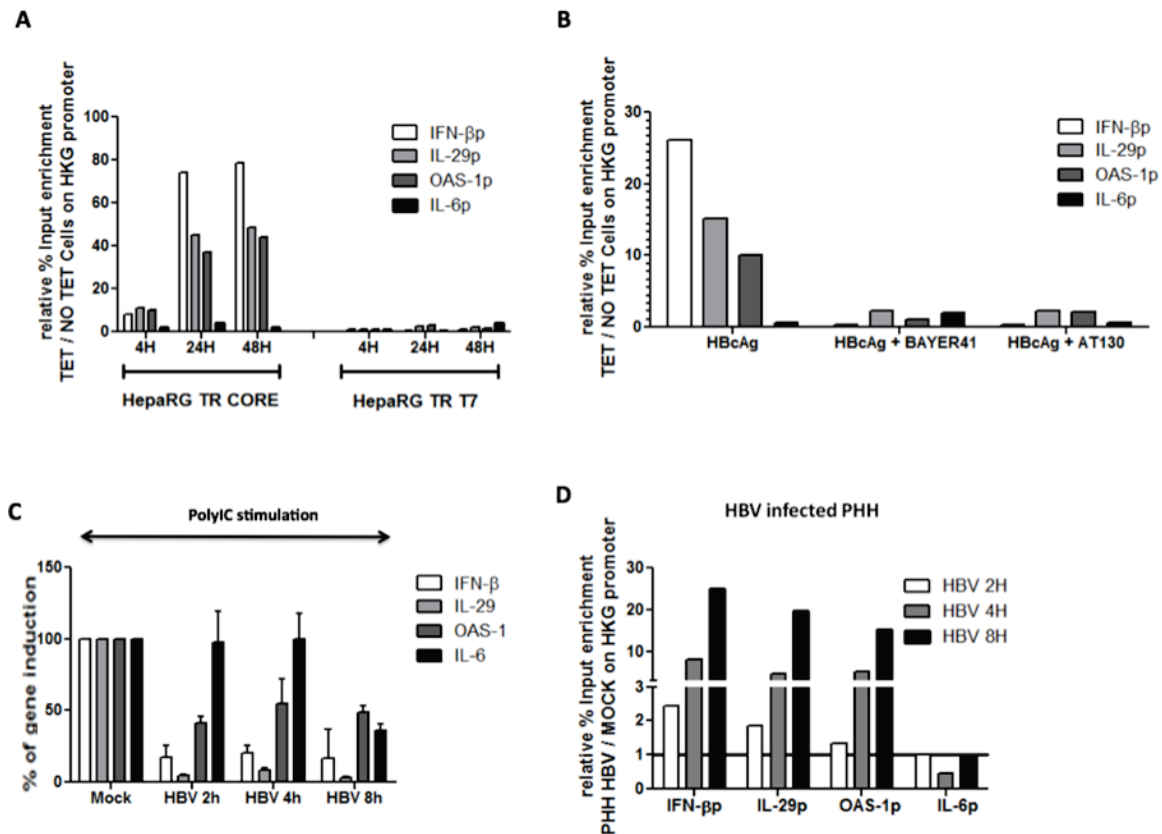 A
relative % Input enrichment
TET / NO TET Cells on HKG promoter
100
80
60
40
20
0
IFN-βp
IL-29p
OAS-1p
IL-6p
4H 24H 48H 4H 24H 48H
HepaRG TR CORE HepaRG TR T7
B
relative % Input enrichment
TET / NO TET Cells on HKG promoter
30
20
10
0
IFN-βp
IL-29p
OAS-1p
IL-6p
HBcAg HBcAg + BAYER41 HBcAg + AT130
C
PolyIC stimulation
% of gene induction
150
100
50
0
IFN-β
IL-29
OAS-1
IL-6
Mock HBV 2h HBV 4h HBV 8h
D
HBV infected PHH
relative % Input enrichment
PHH HBV / MOCK on HKG promoter
30
20
10
3
2
1
0
HBV 2H
HBV 4H
HBV 8H
IFN-βp IL-29p OAS-1p IL-6p